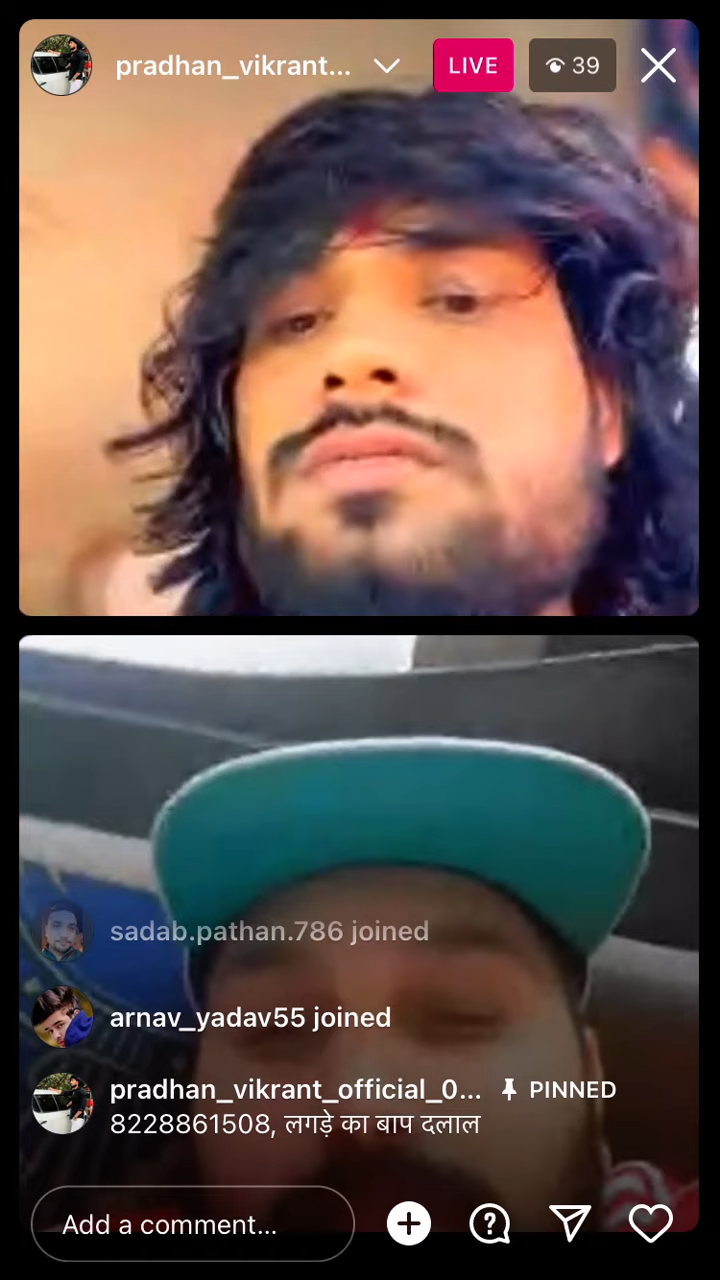 pradhan_vikrant...
LIVE
39
sadab.pathan.786 joined
arnav_yadav55 joined
pradhan_vikrant_official_0... PINNED
8228861508, लगड़े का बाप दलाल
Add a comment...